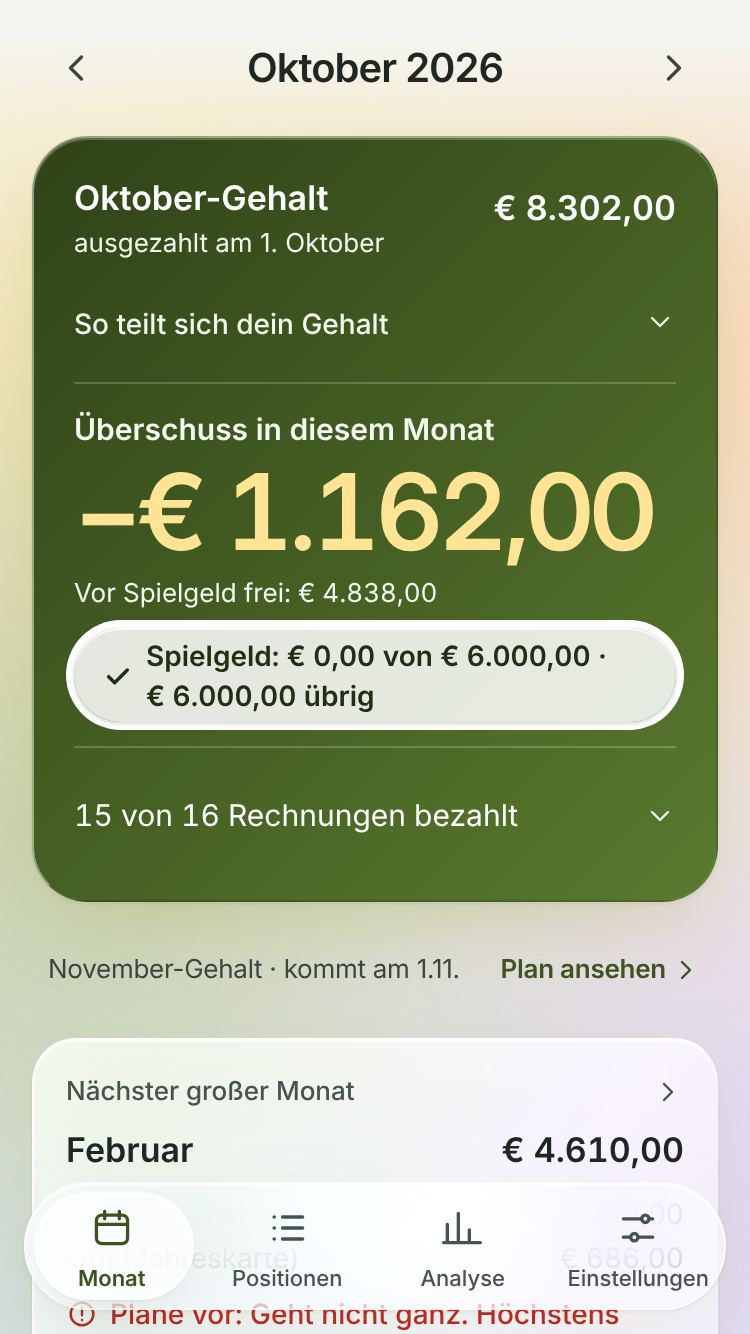 Oktober 2026
Oktober-Gehalt
€ 8.302,00
ausgezahlt am 1. Oktober
So teilt sich dein Gehalt
Überschuss in diesem Monat
–€ 1.162,00
Vor Spielgeld frei: € 4.838,00
Spielgeld: € 0,00 von € 6.000,00 ·
€ 6.000,00 übrig
15 von 16 Rechnungen bezahlt
November-Gehalt · kommt am 1.11.
Plan ansehen
Nächster großer Monat
Februar
€ 4.610,00
(Jahreskarte)
€ 686,00
Monat
Positionen
Analyse
Einstellungen
Plane vor: Geht nicht ganz. Höchstens